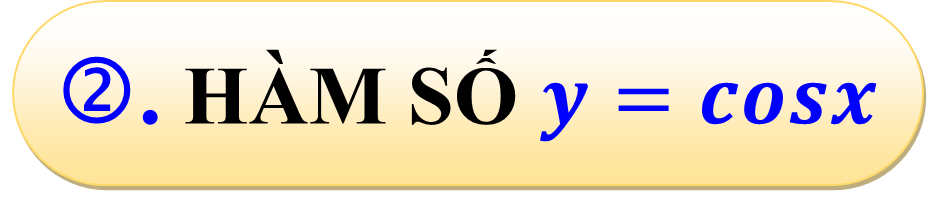 ②. HÀM SỐ y = cosx